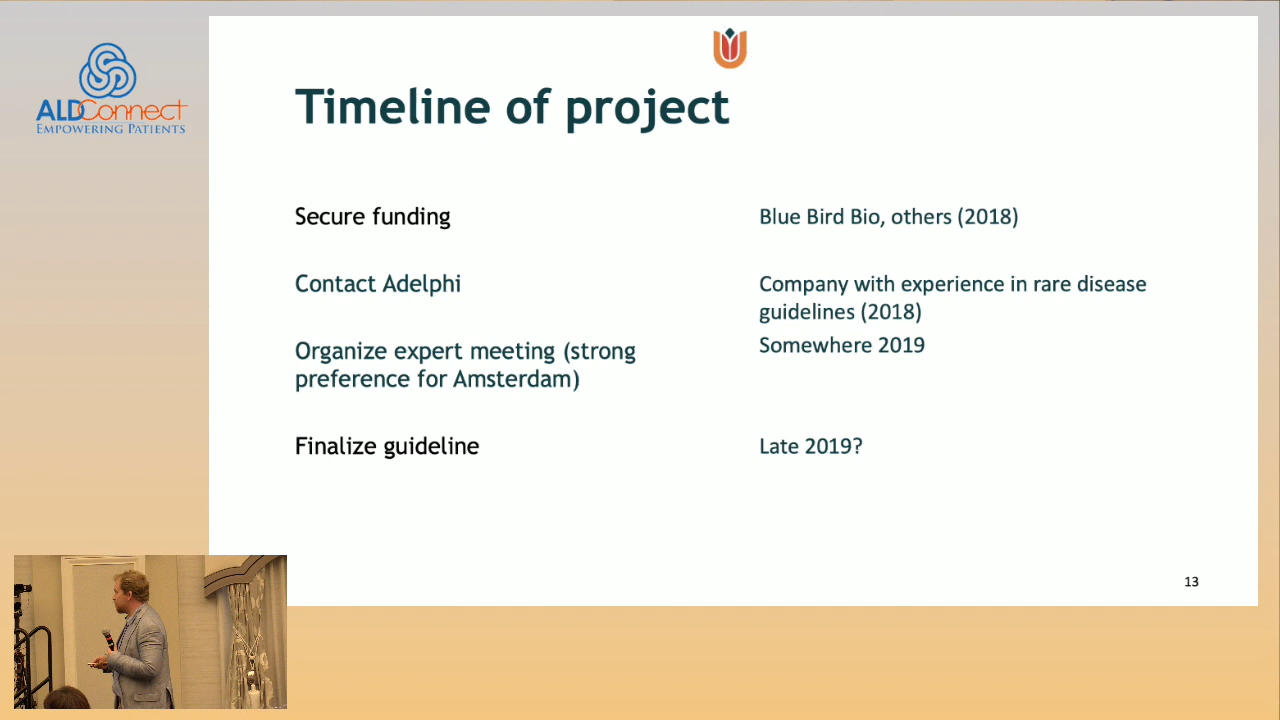 ALDConnect
EMPOWERING PATIENTS
Timeline of project
Secure funding
Blue Bird Bio, others (2018)
Contact Adelphi
Company with experience in rare disease
guidelines (2018)
Organize expert meeting (strong
preference for Amsterdam)
Somewhere 2019
Finalize guideline
Late 2019?
13